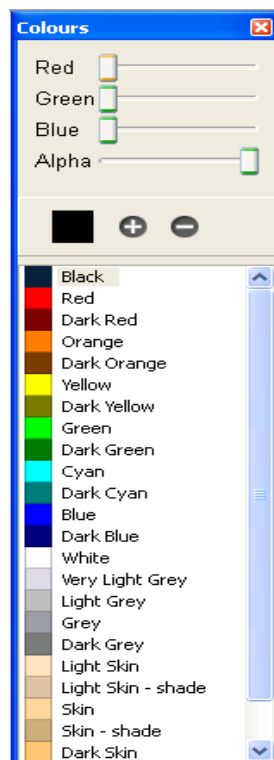 Colours
Red
Green
Blue
Alpha
Black
Red
Dark Red
Orange
Dark Orange
Yellow
Dark Yellow
Green
Dark Green
Cyan
Dark Cyan
Blue
Dark Blue
White
Very Light Grey
Light Grey
Grey
Dark Grey
Light Skin
Light Skin - shade
Skin
Skin - shade
Dark Skin